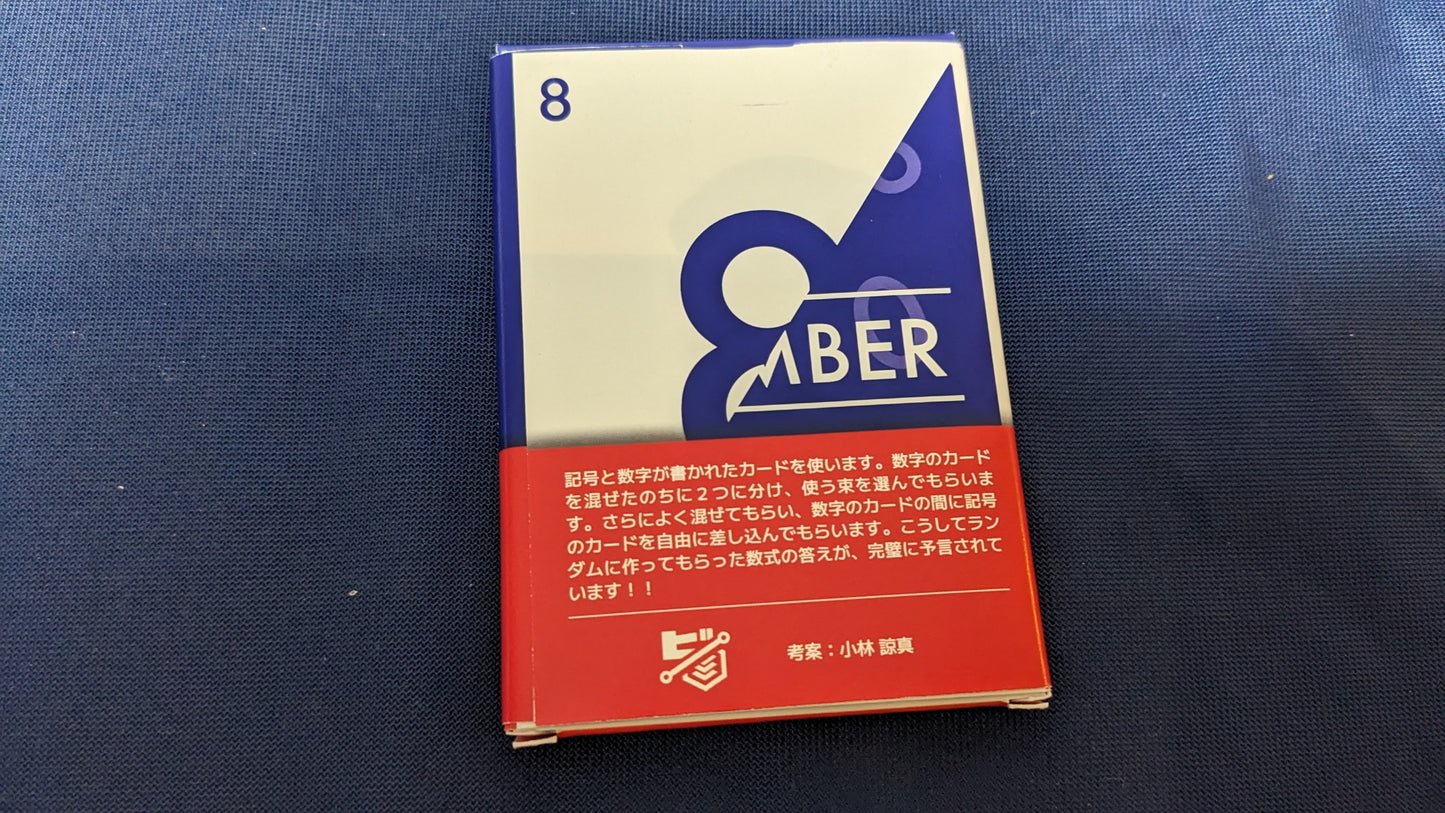 8
MBER
記号と数字が書かれたカードを使います。数字のカード
を混ぜたのちに２つに分け、使う束を選んでもらいま
す。さらによく混ぜてもらい、数字のカードの間に記号
のカードを自由に差し込んでもらいます。こうしてラン
ダムに作ってもらった数式の答えが、完璧に予言されて
います！！
ビジ
考案：小林 諒真